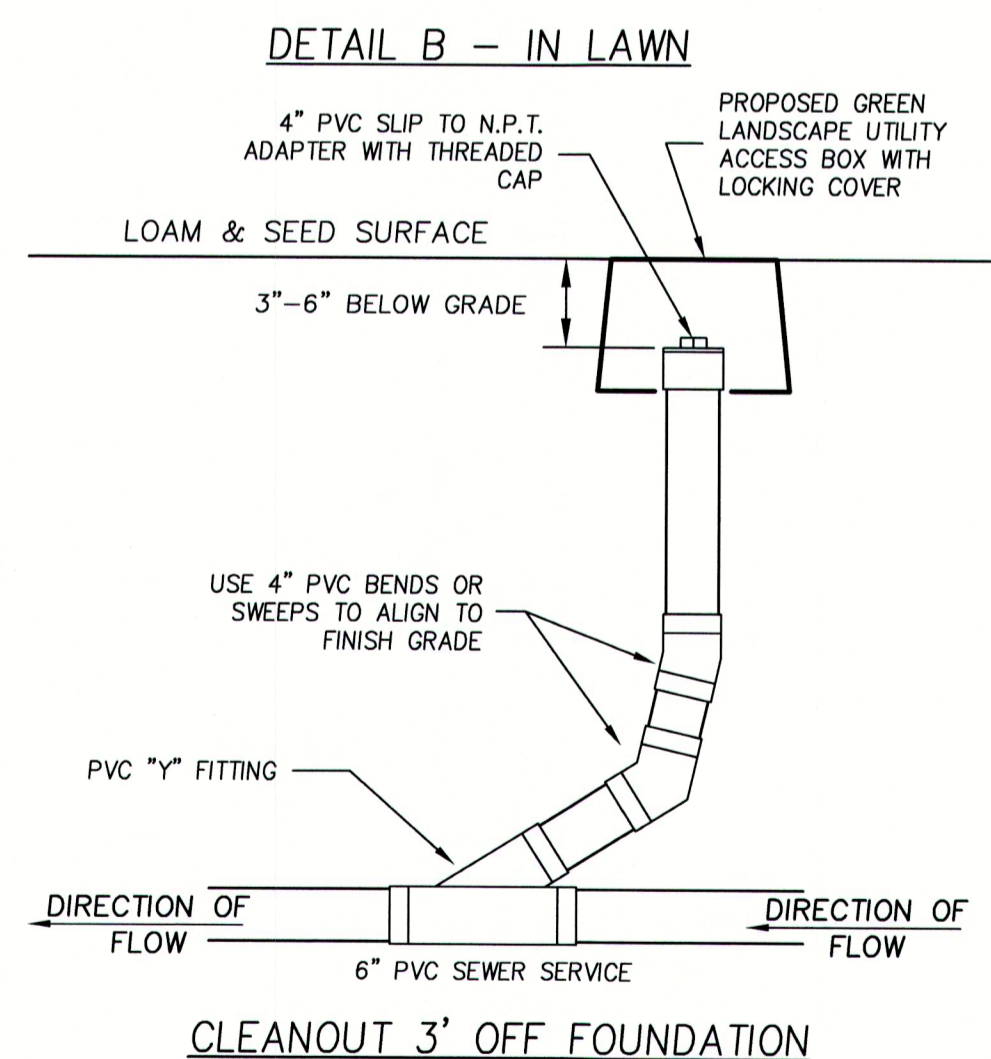 DETAIL B – IN LAWN
4" PVC SLIP TO N.P.T.
ADAPTER WITH THREADED
CAP
PROPOSED GREEN
LANDSCAPE UTILITY
ACCESS BOX WITH
LOCKING COVER
LOAM & SEED SURFACE
3"–6" BELOW GRADE
USE 4" PVC BENDS OR
SWEEPS TO ALIGN TO
FINISH GRADE
PVC "Y" FITTING
DIRECTION OF
FLOW
DIRECTION OF
FLOW
6" PVC SEWER SERVICE
CLEANOUT 3' OFF FOUNDATION